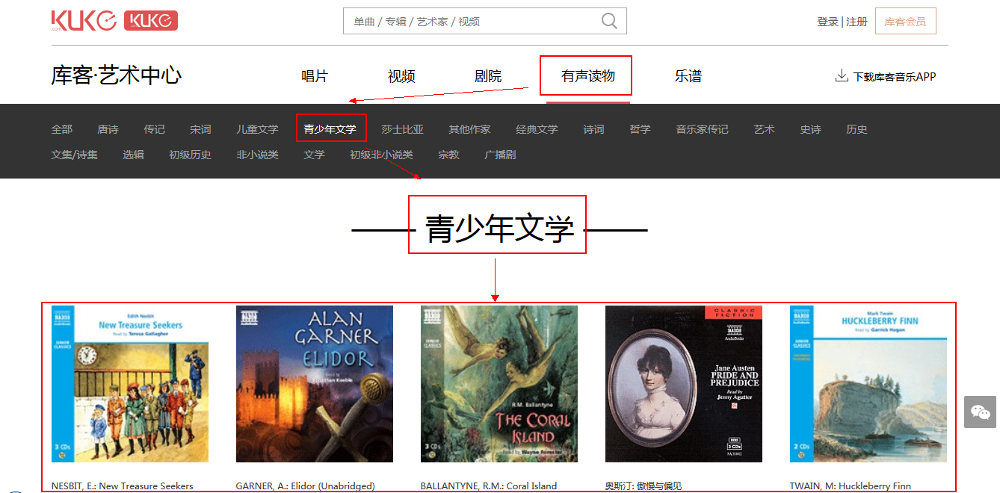 KUKE
.com
KUKE
单曲 / 专辑 / 艺术家 / 视频
登录 | 注册
库客会员
库客·艺术中心
唱片 视频 剧院 有声读物 乐谱
下载库客音乐APP
全部 唐诗 传记 宋词 儿童文学 青少年文学 莎士比亚 其他作家 经典文学 诗词 哲学 音乐家传记 艺术 史诗 历史
文集/诗集 选辑 初级历史 非小说类 文学 初级非小说类 宗教 广播剧
青少年文学
NAXOS
AudioBooks
JUNIOR
CLASSICS
Edith Nesbit
New Treasure Seekers
Read by Teresa Gallagher
3 CDs
NAXOS
ALAN
GARNER
ELIDOR
Jonathan Keeble
NAXOS
JUNIOR
CLASSICS
R.M. Ballantyne
THE CORAL
ISLAND
Read by Wayne Forester
3 CDs
CLASSIC
FICTION
NAXOS
AudioBooks
Jane Austen
PRIDE AND
PREJUDICE
Read by
Jenny Agutter
3 CDs
NAXOS
AudioBooks
JUNIOR
CLASSICS
Mark Twain
HUCKLEBERRY FINN
Read by Garrick Hagon
2 CDs
NESBIT, E.: New Treasure Seekers
GARNER, A.: Elidor (Unabridged)
BALLANTYNE, R.M.: Coral Island
奥斯汀: 傲慢与偏见
TWAIN, M: Huckleberry Finn